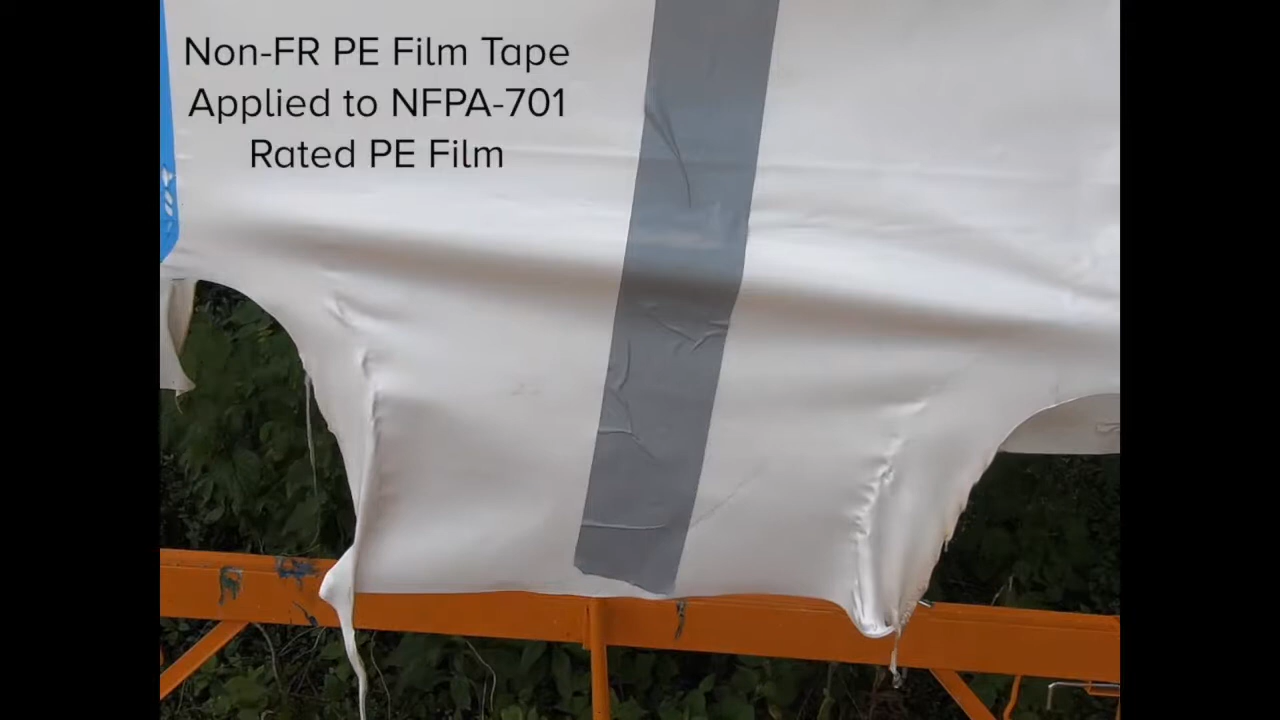 Non-FR PE Film Tape
Applied to NFPA-701
Rated PE Film